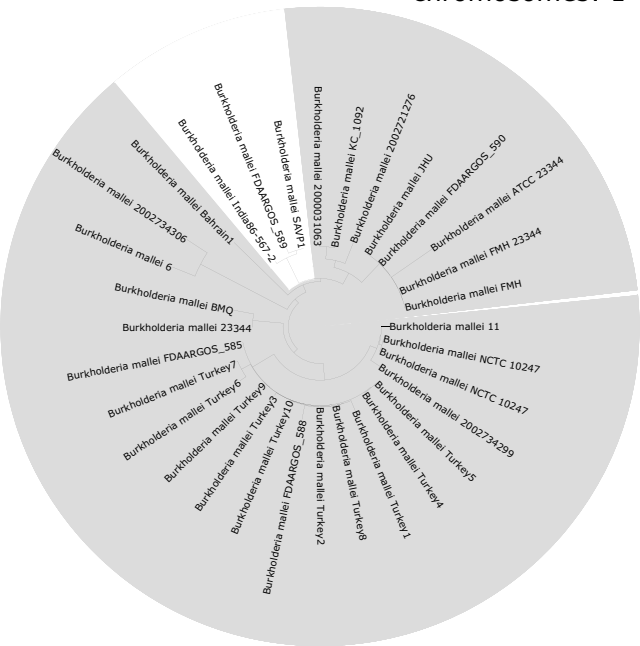 Burkholderia mallei 2000031063
Burkholderia mallei KC_1092
Burkholderia mallei 2002721276
Burkholderia mallei JHU
Burkholderia mallei FDAARGOS_590
Burkholderia mallei ATCC 23344
Burkholderia mallei FMH 23344
Burkholderia mallei FMH
Burkholderia mallei 11
Burkholderia mallei NCTC 10247
Burkholderia mallei NCTC 10247
Burkholderia mallei 2002734299
Burkholderia mallei Turkey5
Burkholderia mallei Turkey4
Burkholderia mallei Turkey1
Burkholderia mallei Turkey8
Burkholderia mallei Turkey2
Burkholderia mallei FDAARGOS_588
Burkholderia mallei Turkey10
Burkholderia mallei Turkey3
Burkholderia mallei Turkey9
Burkholderia mallei Turkey6
Burkholderia mallei Turkey7
Burkholderia mallei FDAARGOS_585
Burkholderia mallei 23344
Burkholderia mallei BMQ
Burkholderia mallei 6
Burkholderia mallei 2002734306
Burkholderia mallei Bahrain1
Burkholderia mallei India86-567-2
Burkholderia mallei FDAARGOS_589
Burkholderia mallei SAVP1